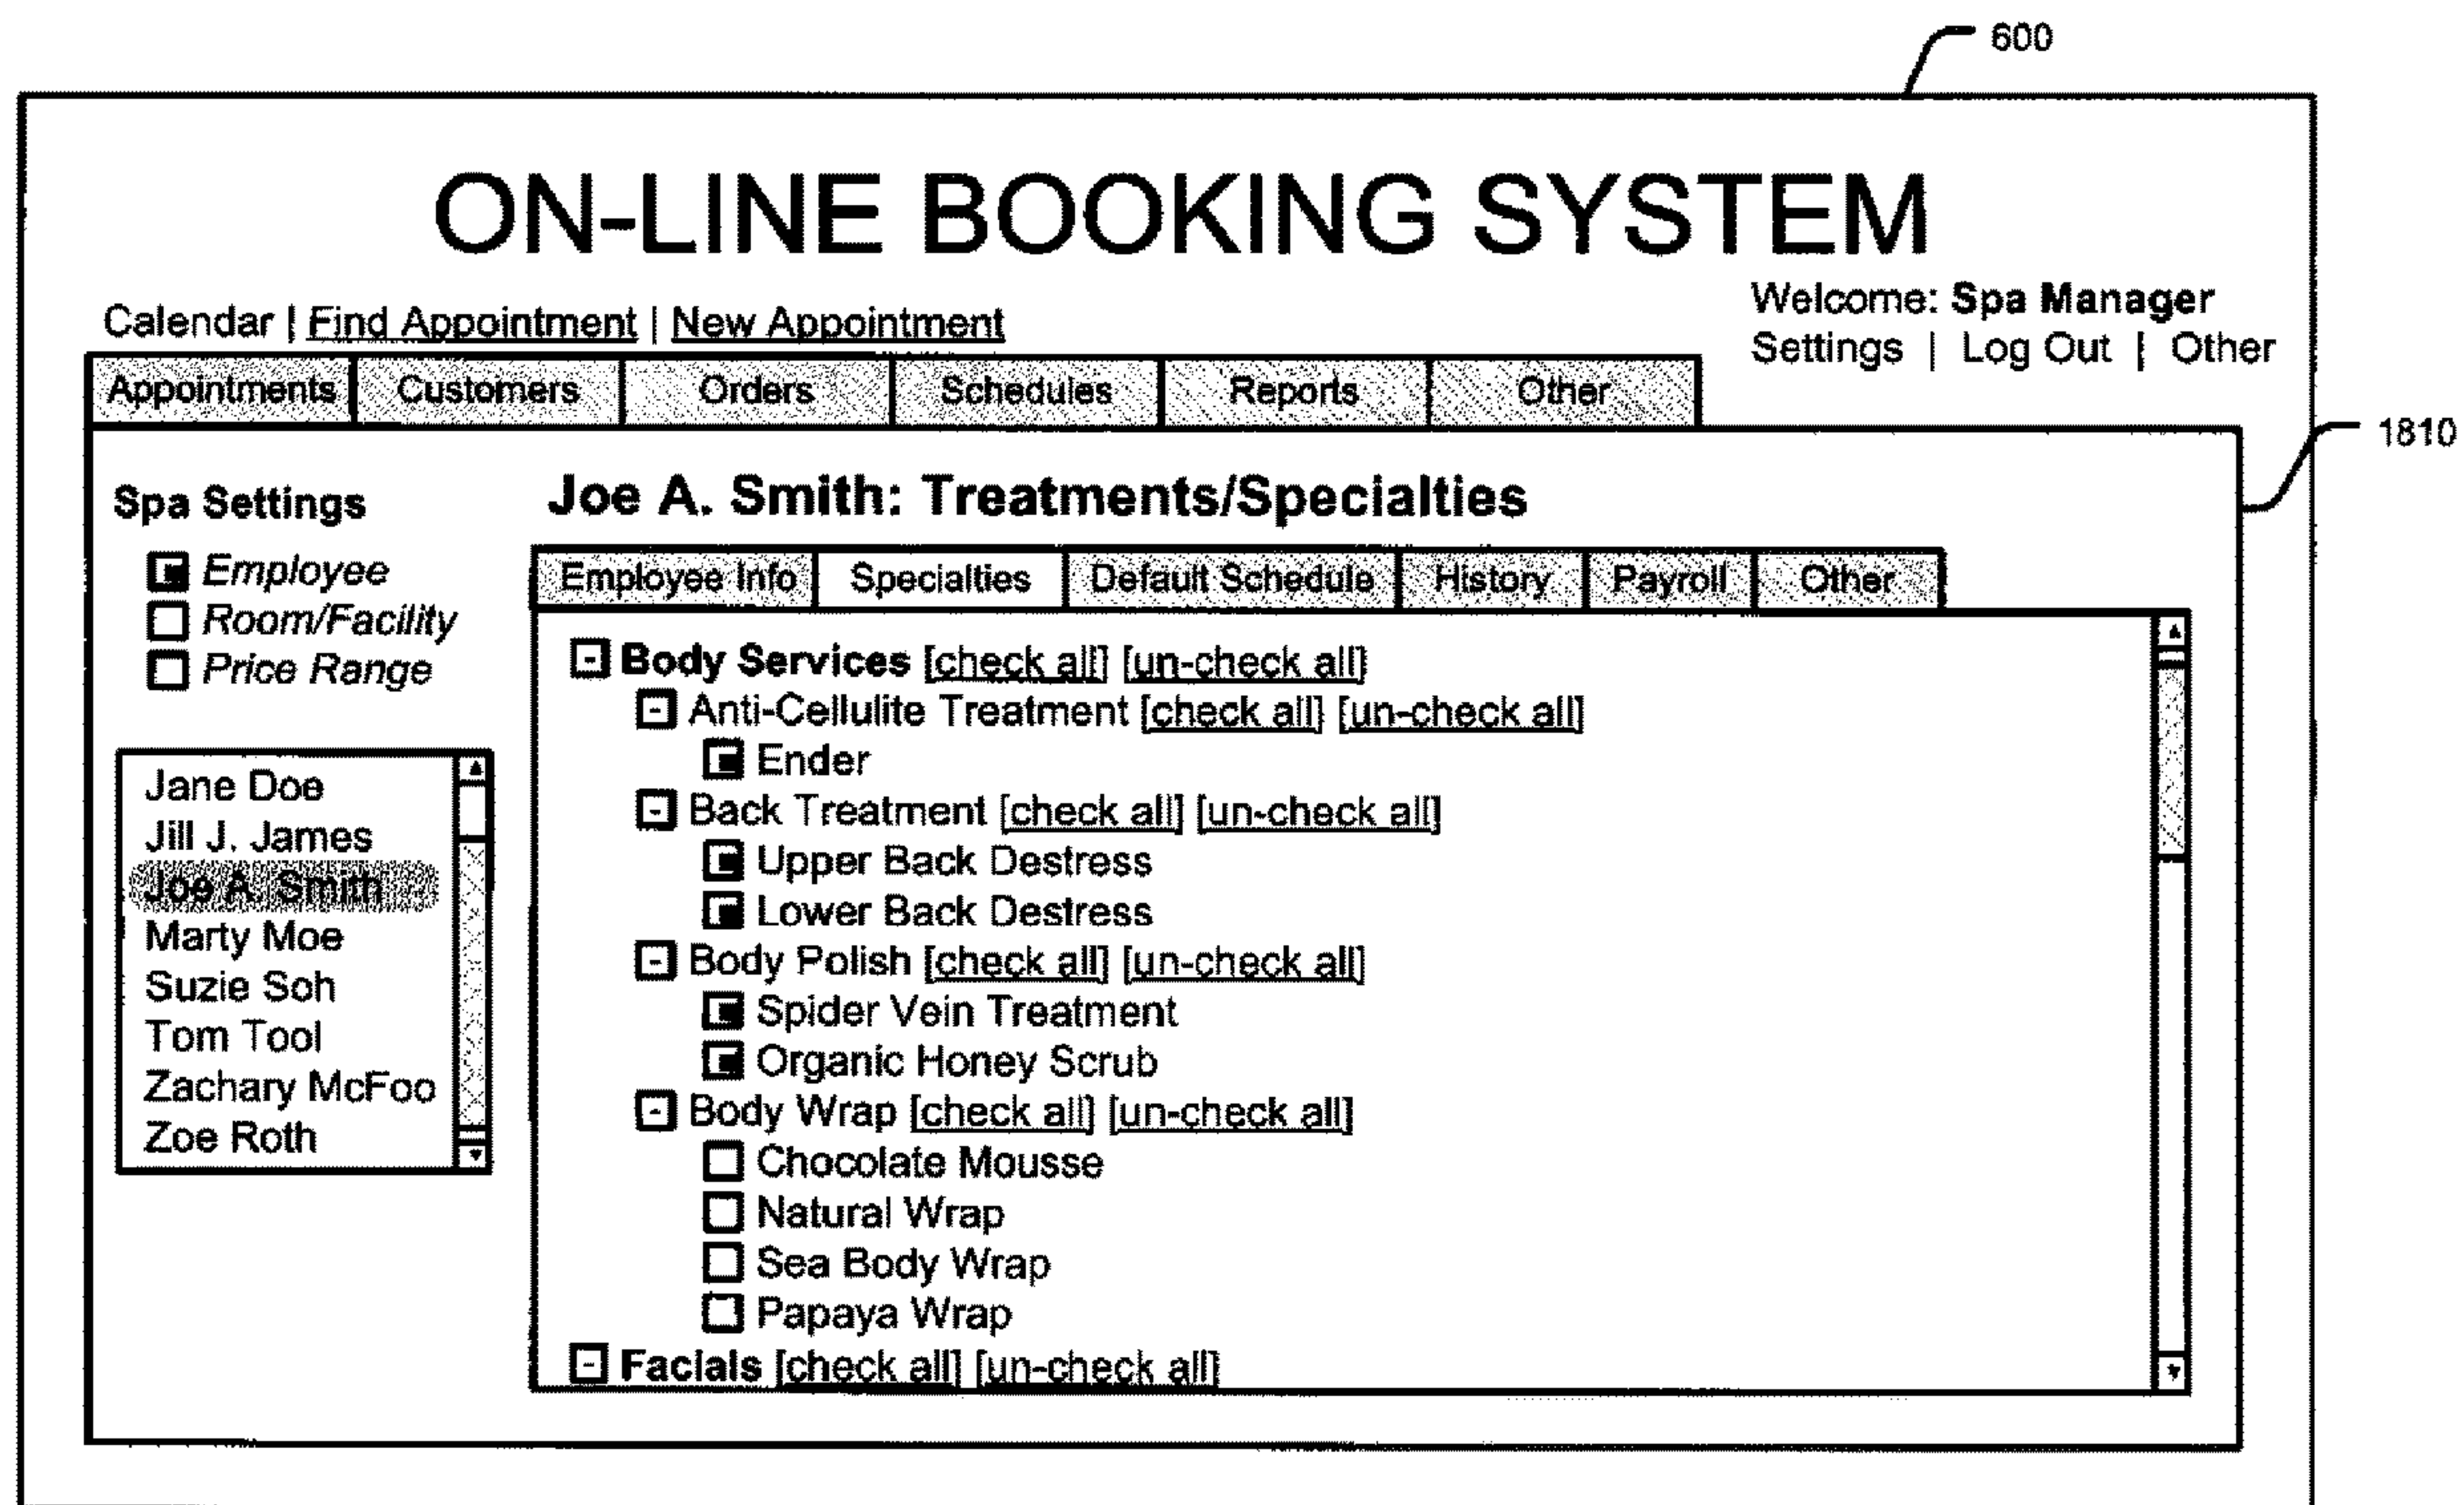 600
ON-LINE BOOKING SYSTEM
Calendar | Find Appointment | New Appointment
Welcome: Spa Manager
Settings | Log Out | Other
Appointments Customers Orders Schedules Reports Other
1810
Spa Settings
Employee
Room/Facility
Price Range
Jane Doe
Jill J. James
Joe A. Smith
Marty Moe
Suzie Soh
Tom Tool
Zachary McFoo
Zoe Roth
Joe A. Smith: Treatments/Specialties
Employee Info Specialties Default Schedule History Payroll Other
Body Services [check all] [un-check all]
Anti-Cellulite Treatment [check all] [un-check all]
Ender
Back Treatment [check all] [un-check all]
Upper Back Destress
Lower Back Destress
Body Polish [check all] [un-check all]
Spider Vein Treatment
Organic Honey Scrub
Body Wrap [check all] [un-check all]
Chocolate Mousse
Natural Wrap
Sea Body Wrap
Papaya Wrap
Facials [check all] [un-check all]